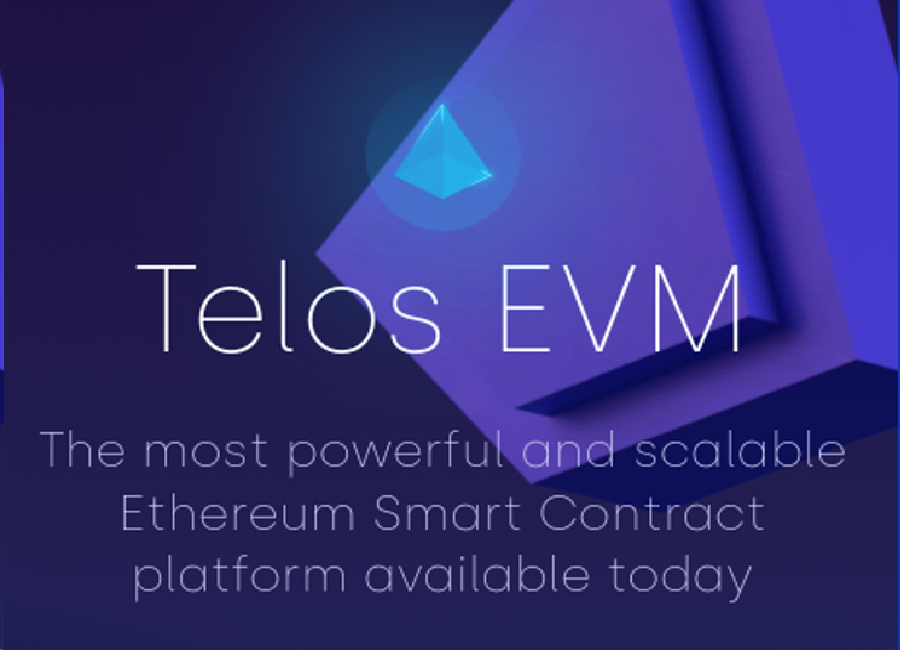 Telos EVM
The most powerful and scalable
Ethereum Smart Contract
platform available today